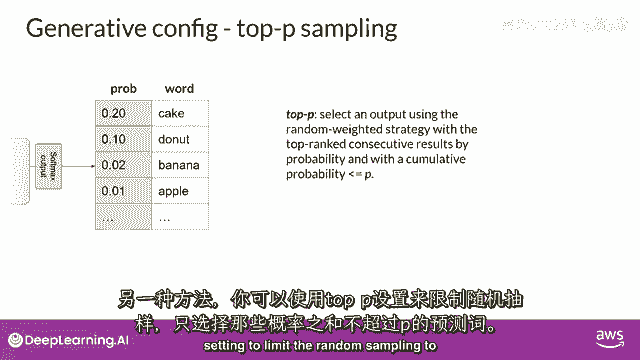 Generative config - top-p sampling
prob word
0.20 cake
0.10 donut
0.02 banana
0.01 apple
... ...
Softmax
output
top-p: select an output using the
random-weighted strategy with the
top-ranked consecutive results by
probability and with a cumulative
probability <= p.
另一种方法，你可以使用top p设置来限制随机抽
样，只选择那些概率之和不超过p的预测词。
setting to limit the random sampling to
DeepLearning.AI
aws